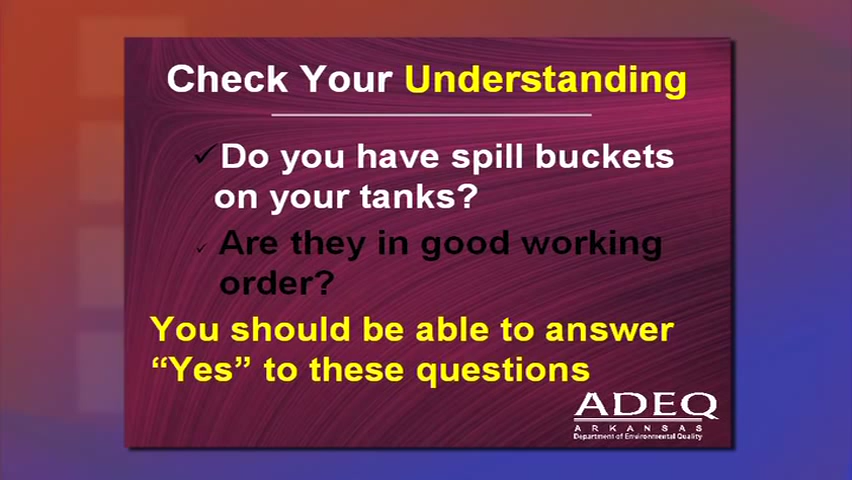 Check Your Understanding
✓Do you have spill buckets
on your tanks?
✓ Are they in good working
order?
You should be able to answer
“Yes” to these questions
ADEQ
ARKANSAS
Department of Environmental Quality